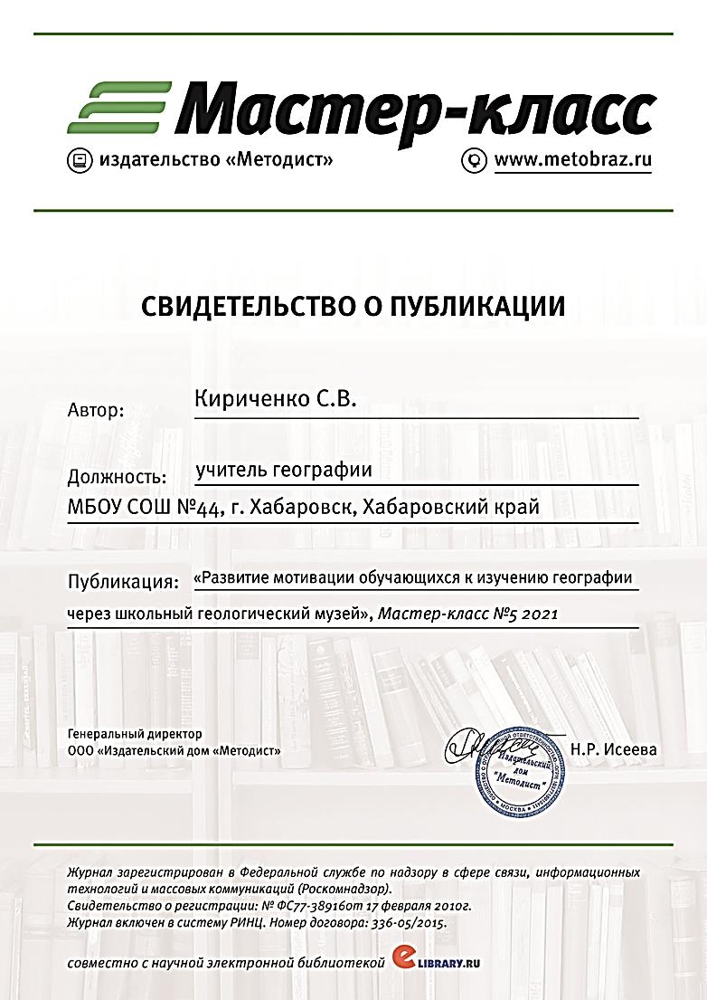 Мастер-класс
издательство «Методист»
www.metobraz.ru
СВИДЕТЕЛЬСТВО О ПУБЛИКАЦИИ
Автор: Кириченко С.В.
Должность: учитель географии
МБОУ СОШ №44, г. Хабаровск, Хабаровский край
Публикация: «Развитие мотивации обучающихся к изучению географии
через школьный геологический музей», Мастер-класс №5 2021
Генеральный директор
ООО «Издательский дом «Методист»
Издательский
дом
"Методист"
МОСКВА
Н.Р. Исеева
Журнал зарегистрирован в Федеральной службе по надзору в сфере связи, информационных
технологий и массовых коммуникаций (Роскомнадзор).
Свидетельство о регистрации: № ФС77-38916от 17 февраля 2010г.
Журнал включен в систему РИНЦ. Номер договора: 336-05/2015.
совместно с научной электронной библиотекой eLIBRARY.RU